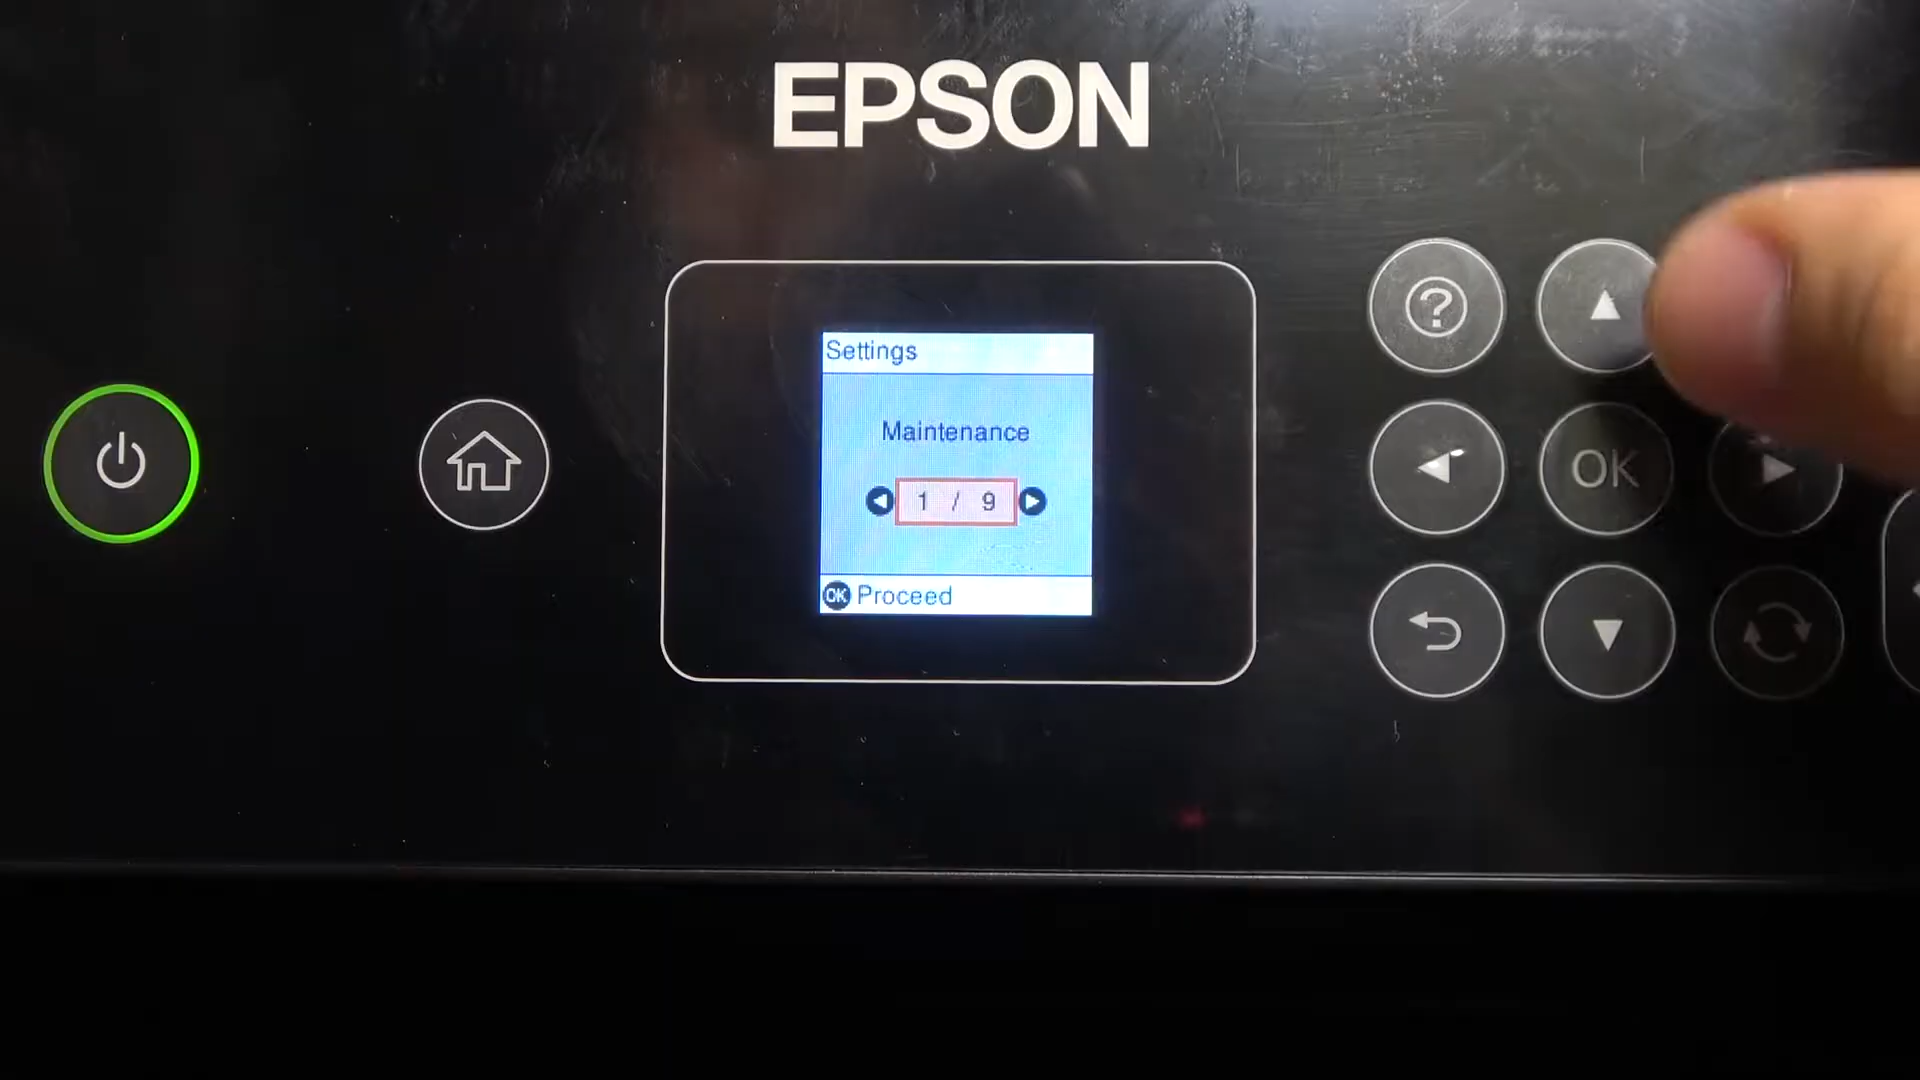 EPSON
Settings
Maintenance
1 / 9
OK Proceed
?
OK